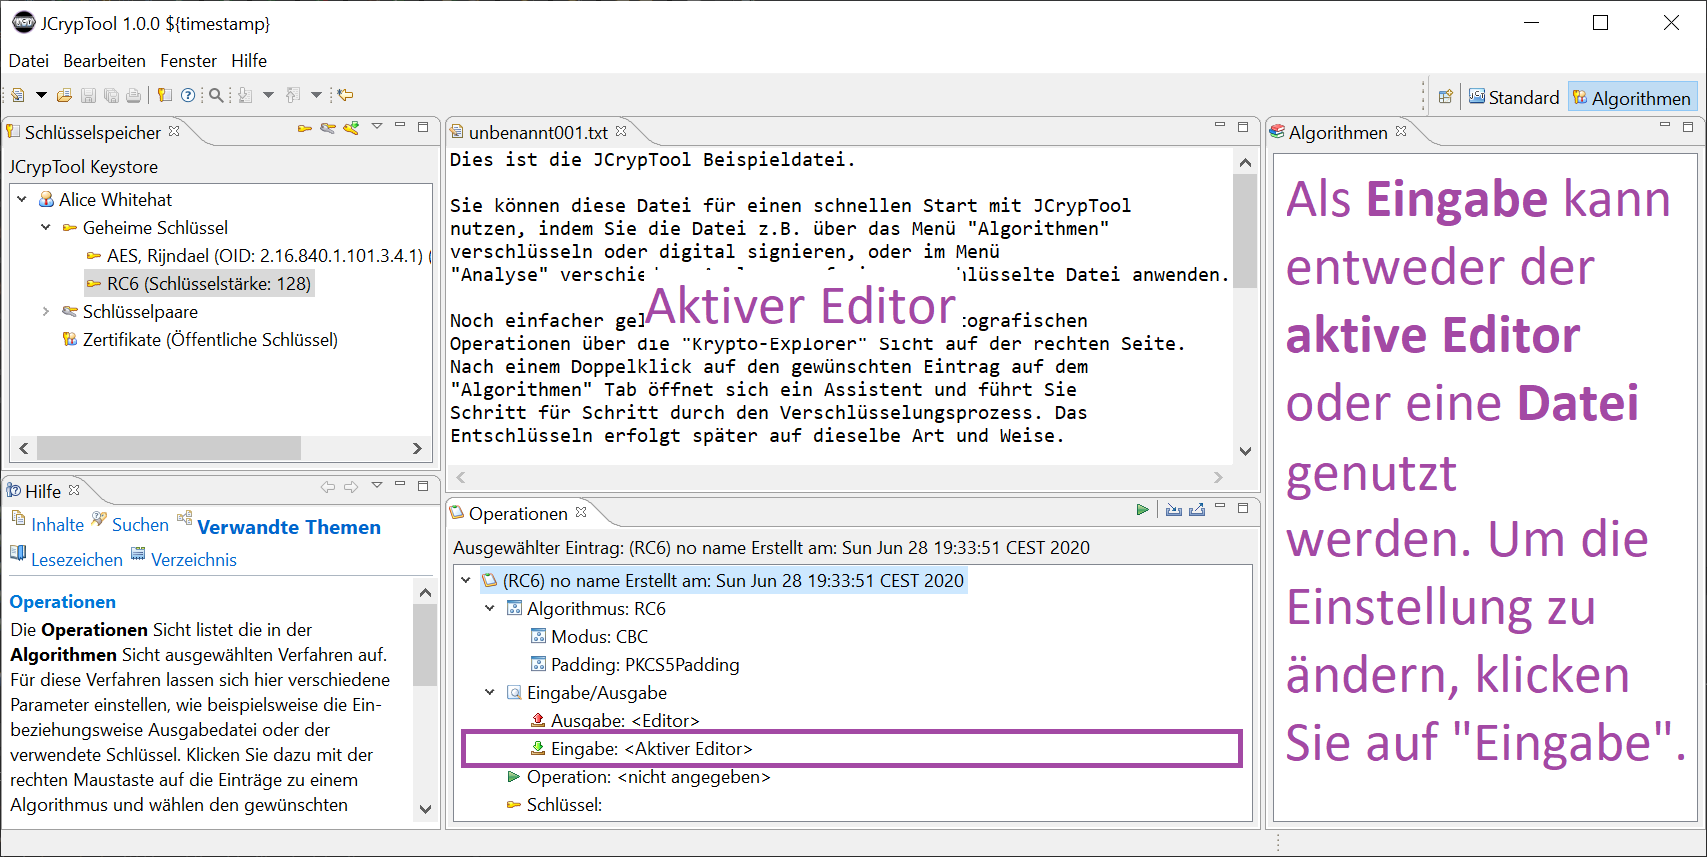 JCrypTool 1.0.0 ${timestamp}
Datei Bearbeiten Fenster Hilfe
Standard Algorithmen
Schlüsselspeicher
JCrypTool Keystore
Alice Whitehat
Geheime Schlüssel
AES, Rijndael (OID: 2.16.840.1.101.3.4.1) (
RC6 (Schlüsselstärke: 128)
Schlüsselpaare
Zertifikate (Öffentliche Schlüssel)
Hilfe
Inhalte Suchen Verwandte Themen
Lesezeichen Verzeichnis
Operationen
Die Operationen Sicht listet die in der
Algorithmen Sicht ausgewählten Verfahren auf.
Für diese Verfahren lassen sich hier verschiedene
Parameter einstellen, wie beispielsweise die Ein-
beziehungsweise Ausgabedatei oder der
verwendete Schlüssel. Klicken Sie dazu mit der
rechten Maustaste auf die Einträge zu einem
Algorithmus und wählen den gewünschten
unbenannt001.txt
Dies ist die JCrypTool Beispieldatei.
Sie können diese Datei für einen schnellen Start mit JCrypTool
nutzen, indem Sie die Datei z.B. über das Menü "Algorithmen"
verschlüsseln oder digital signieren, oder im Menü
"Analyse" Datei anwenden.
Aktiver Editor
Noch einfacher
Operationen über die "Krypto-Explorer" Sicht auf der rechten Seite.
Nach einem Doppelklick auf den gewünschten Eintrag auf dem
"Algorithmen" Tab öffnet sich ein Assistent und führt Sie
Schritt für Schritt durch den Verschlüsselungsprozess. Das
Entschlüsseln erfolgt später auf dieselbe Art und Weise.
Operationen
Ausgewählter Eintrag: (RC6) no name Erstellt am: Sun Jun 28 19:33:51 CEST 2020
(RC6) no name Erstellt am: Sun Jun 28 19:33:51 CEST 2020
Algorithmus: RC6
Modus: CBC
Padding: PKCS5Padding
Eingabe/Ausgabe
Ausgabe: <Editor>
Eingabe: <Aktiver Editor>
Operation: <nicht angegeben>
Schlüssel:
Algorithmen
Als Eingabe kann
entweder der
aktive Editor
oder eine Datei
genutzt
werden. Um die
Einstellung zu
ändern, klicken
Sie auf "Eingabe".